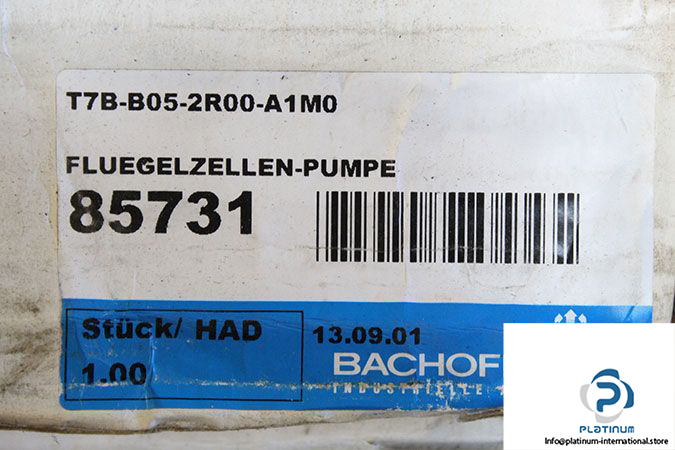 T7B-B05-2R00-A1M0
FLUEGELZELLEN-PUMPE
85731
Stück/ HAD
1.00
13.09.01
BACHOF
INDUSTRIELLE
PLATINUM
Info@platinum-international.store